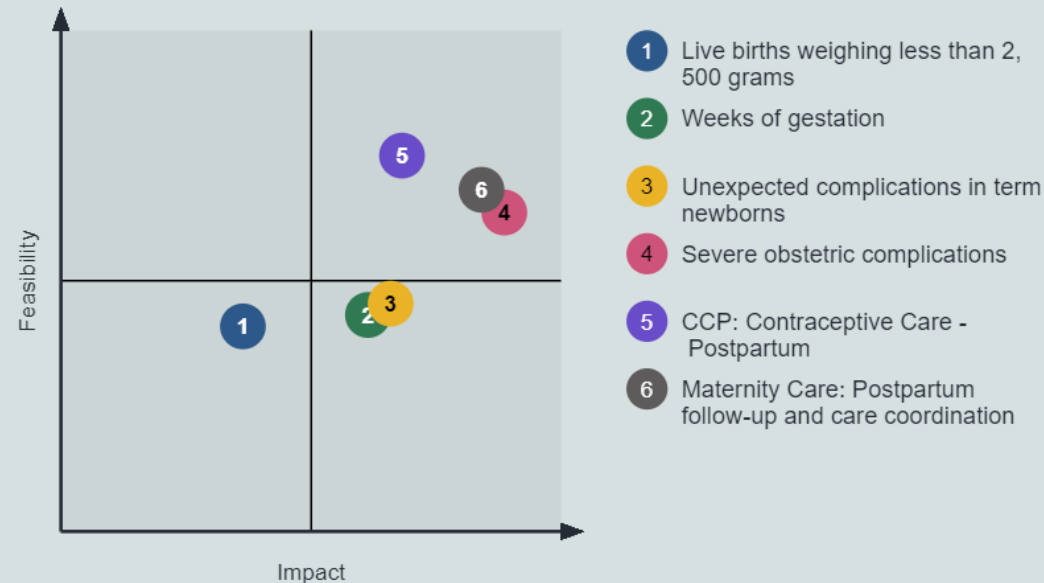 1 Live births weighing less than 2,
500 grams
2 Weeks of gestation
3 Unexpected complications in term
newborns
4 Severe obstetric complications
5 CCP: Contraceptive Care -
Postpartum
6 Maternity Care: Postpartum
follow-up and care coordination
5
6
4
3
2
1
Feasibility
Impact